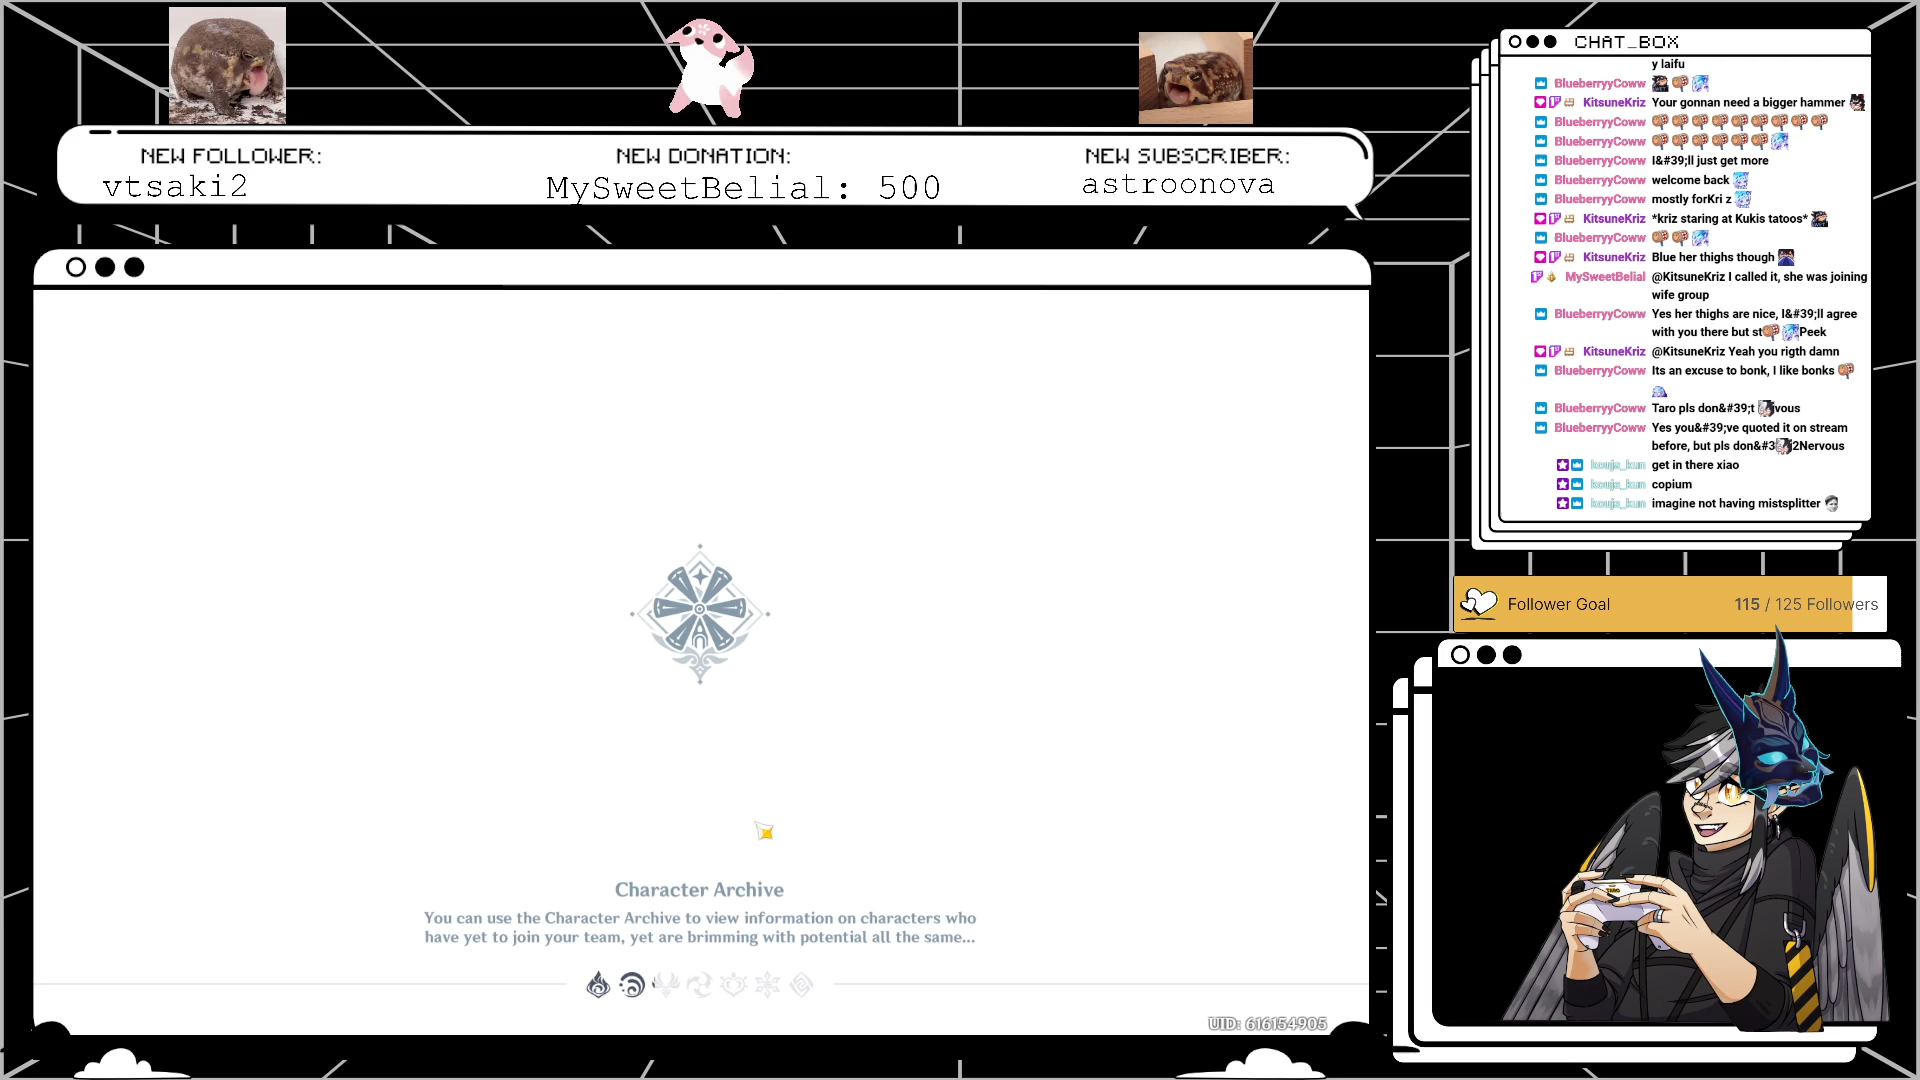 NEW FOLLOWER:
vtsaki2
NEW DONATION:
MySweetBelial: 500
NEW SUBSCRIBER:
astroonova
CHAT_BOX
y laifu
BlueberryyCoww
KitsuneKriz Your gonnan need a bigger hammer
BlueberryyCoww
BlueberryyCoww
BlueberryyCoww I&#39;ll just get more
BlueberryyCoww welcome back
BlueberryyCoww mostly forKri z
KitsuneKriz *kriz staring at Kukis tatoos*
BlueberryyCoww
KitsuneKriz Blue her thighs though
MySweetBelial @KitsuneKriz I called it, she was joining
wife group
BlueberryyCoww Yes her thighs are nice, I&#39;ll agree
with you there but st Peek
KitsuneKriz @KitsuneKriz Yeah you rigth damn
BlueberryyCoww Its an excuse to bonk, I like bonks
BlueberryyCoww Taro pls don&#39;t vous
BlueberryyCoww Yes you&#39;ve quoted it on stream
before, but pls don&#3 2Nervous
kouja_kun get in there xiao
kouja_kun copium
kouja_kun imagine not having mistsplitter
Follower Goal
115 / 125 Followers
Character Archive
You can use the Character Archive to view information on characters who
have yet to join your team, yet are brimming with potential all the same...
UID: 616154905